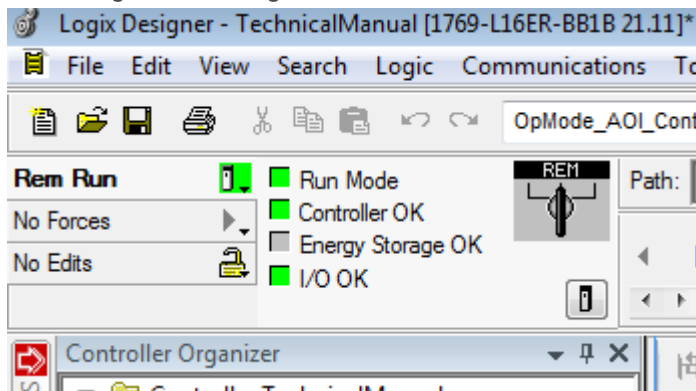 Logix Designer - TechnicalManual [1769-L16ER-BB1B 21.11]*
File Edit View Search Logic Communications
OpMode_AOI_Cont
Rem Run
No Forces
No Edits
Run Mode
Controller OK
Energy Storage OK
I/O OK
REM
Path:
Controller Organizer